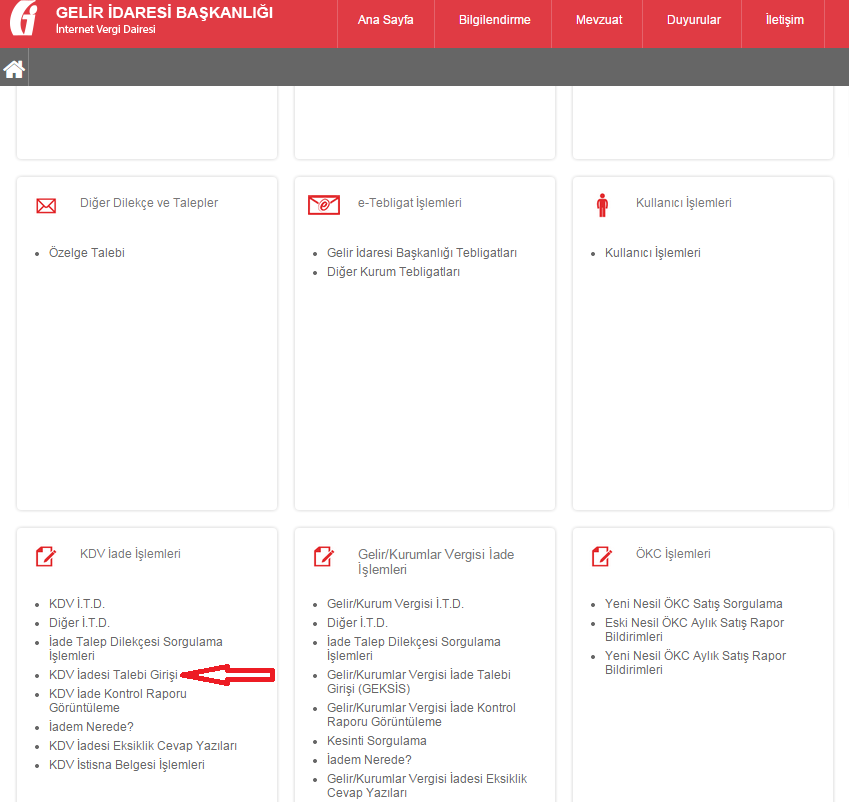 GELİR İDARESİ BAŞKANLIĞI
İnternet Vergi Dairesi
Ana Sayfa
Bilgilendirme
Mevzuat
Duyurular
İletişim
Diğer Dilekçe ve Talepler
Özelge Talebi
e-Tebligat İşlemleri
Gelir İdaresi Başkanlığı Tebligatları
Diğer Kurum Tebligatları
Kullanıcı İşlemleri
Kullanıcı İşlemleri
KDV İade İşlemleri
KDV İ.T.D.
Diğer İ.T.D.
İade Talep Dilekçesi Sorgulama
İşlemleri
KDV İadesi Talebi Girişi
KDV İade Kontrol Raporu
Görüntüleme
İadem Nerede?
KDV İadesi Eksiklik Cevap Yazıları
KDV İstisna Belgesi İşlemleri
Gelir/Kurumlar Vergisi İade
İşlemleri
Gelir/Kurum Vergisi İ.T.D.
Diğer İ.T.D.
İade Talep Dilekçesi Sorgulama
İşlemleri
Gelir/Kurumlar Vergisi İade Talebi
Girişi (GEKSİS)
Gelir/Kurumlar Vergisi İade Kontrol
Raporu Görüntüleme
Kesinti Sorgulama
İadem Nerede?
Gelir/Kurumlar Vergisi İadesi Eksiklik
Cevap Yazıları
ÖKC İşlemleri
Yeni Nesil ÖKC Satış Sorgulama
Eski Nesil ÖKC Aylık Satış Rapor
Bildirimleri
Yeni Nesil ÖKC Aylık Satış Rapor
Bildirimleri